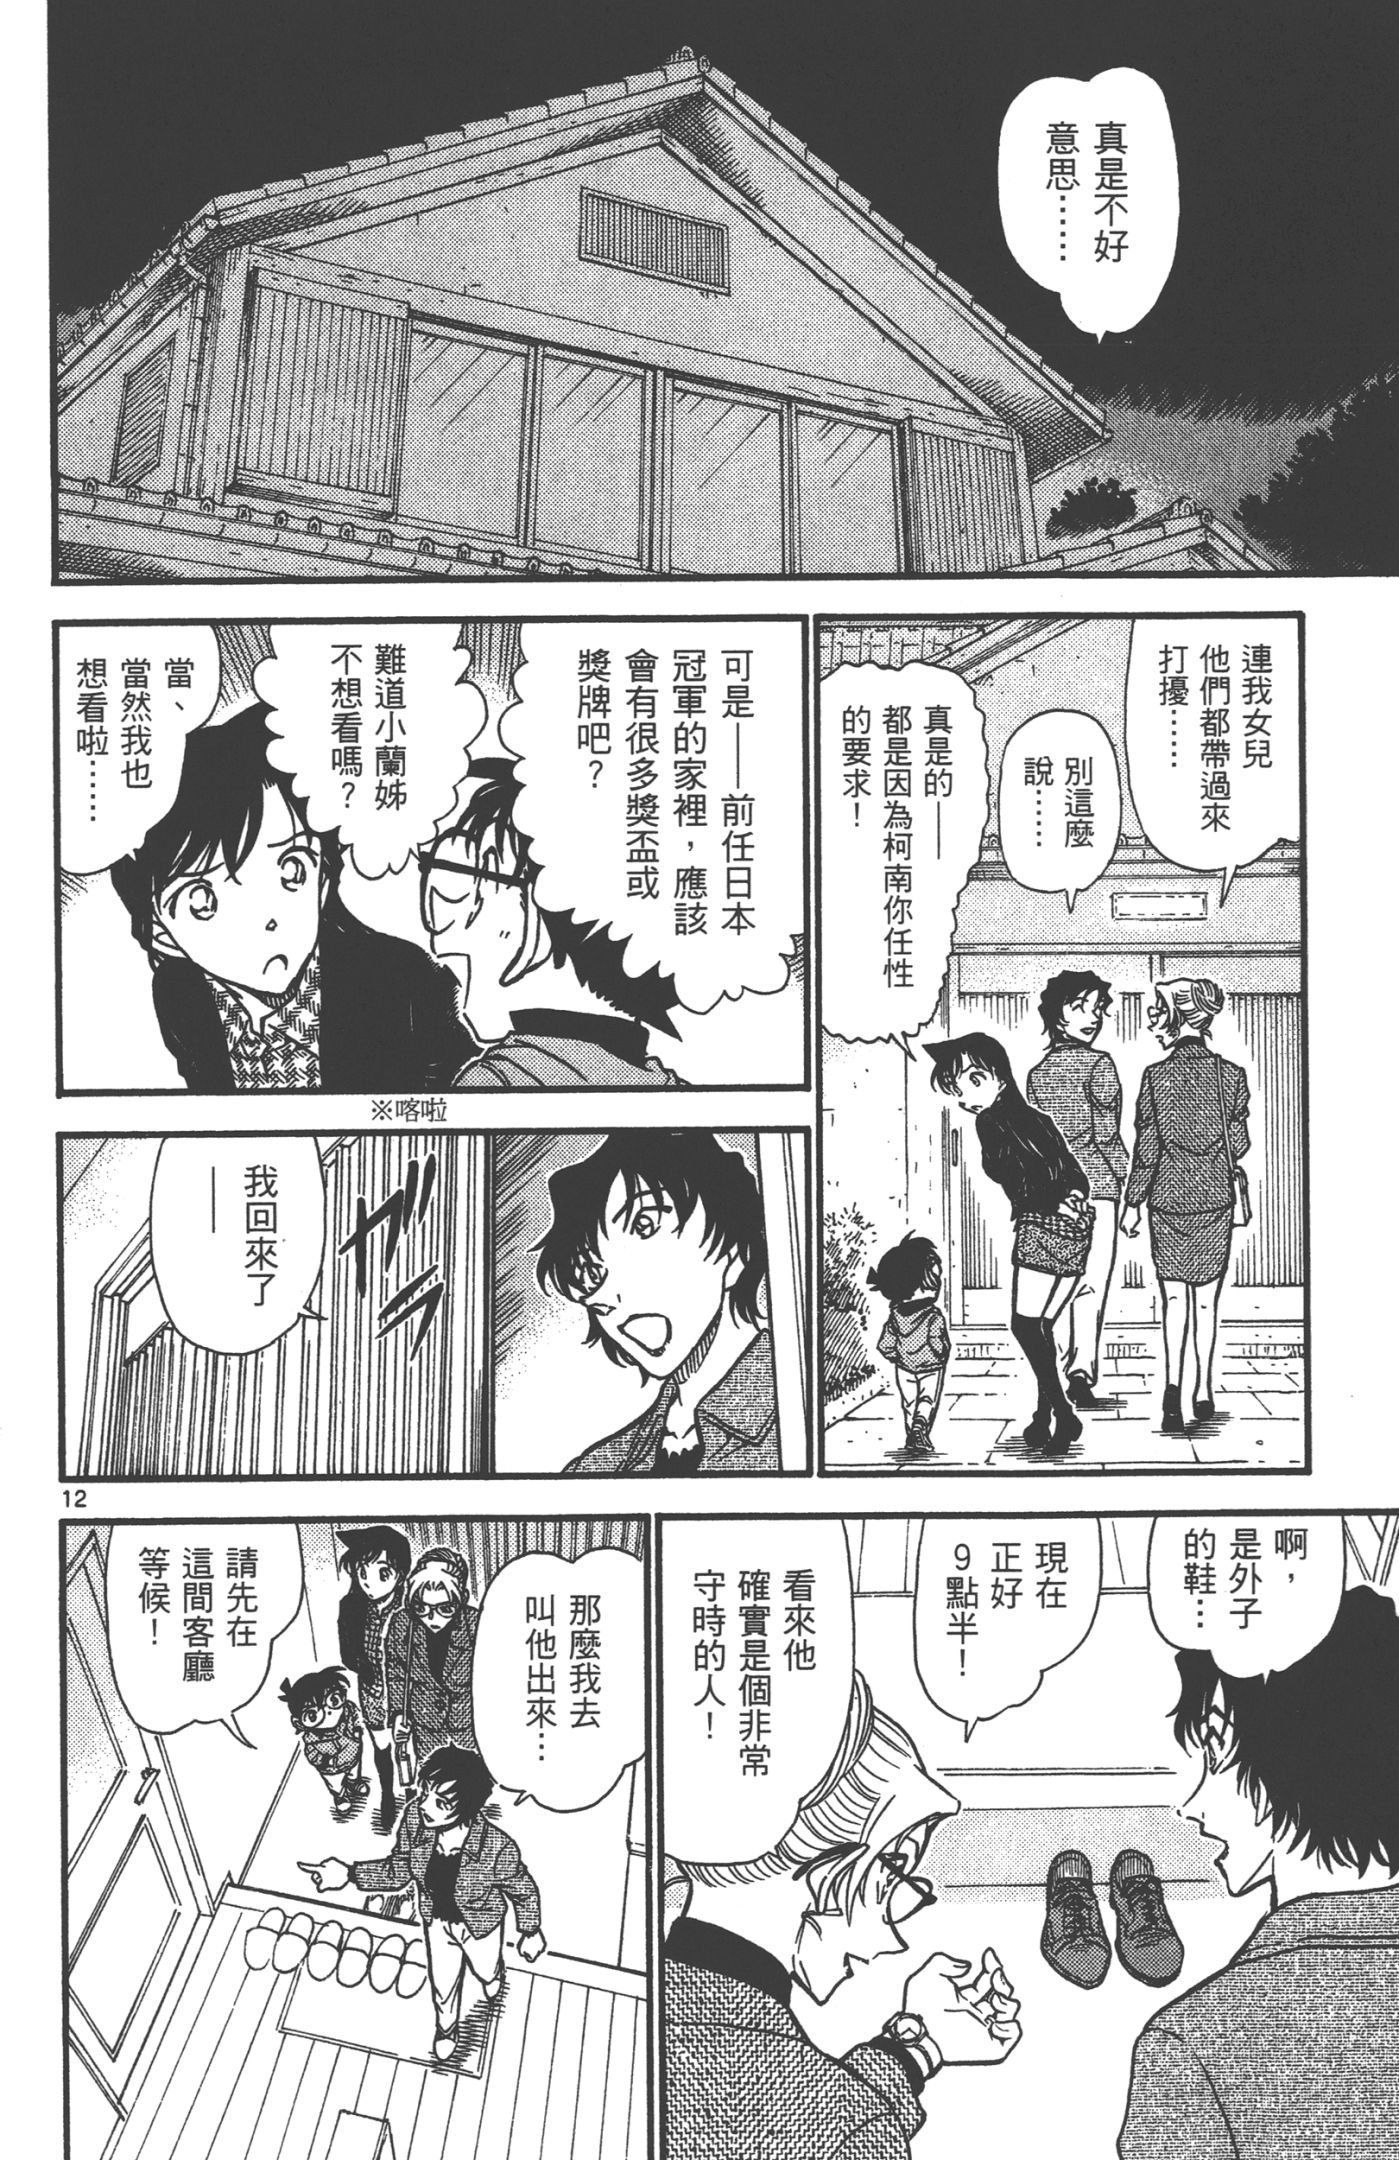 真是不好
意思……
連我女兒
他們都帶過來
打擾……
別這麼
說……
真是的——
都是因為柯南你任性
的要求！
可是——前任日本
冠軍的家裡，應該
會有很多獎盃或
獎牌吧？
難道小蘭姊
不想看嗎？
當、
當然我也
想看啦……
※喀啦
ガラ
我回來了
——
啊，
是外子
的鞋…
現在
正好
9點半！
看來他
確實是個非常
守時的人！
那麼我去
叫他出來…
請先在
這間客廳
等候！
12